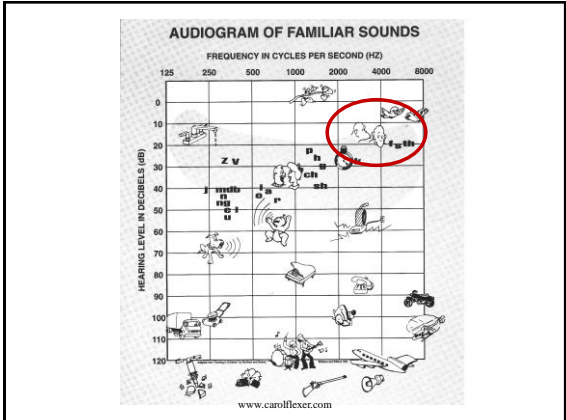 AUDIOGRAM OF FAMILIAR SOUNDS
FREQUENCY IN CYCLES PER SECOND (HZ)
125 250 500 1000 2000 4000 8000
HEARING LEVEL IN DECIBELS (dB)
0
10
20
f s th
p
h
z v
g
k
30
ch
sh
40
j mdb
n
ng
e l
u
i a
o
r
50
60
70
80
90
100
110
120
www.carolflexer.com